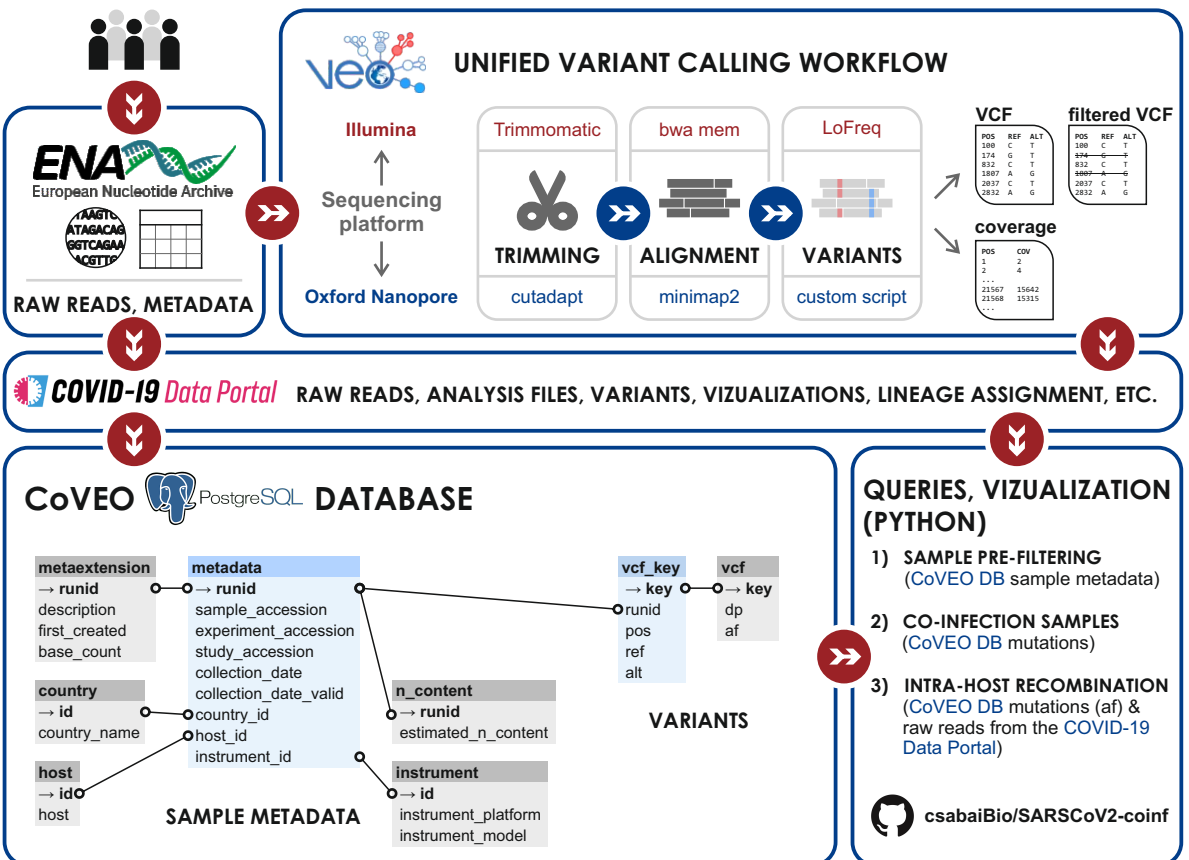 ENA
European Nucleotide Archive
TAAGTC
ATAGACAG
GGTCAGAA
ACGTTC
RAW READS, METADATA
veo
UNIFIED VARIANT CALLING WORKFLOW
Illumina
Sequencing
platform
Oxford Nanopore
Trimmomatic
TRIMMING
cutadapt
bwa mem
ALIGNMENT
minimap2
LoFreq
VARIANTS
custom script
VCF
POS REF ALT
100 C T
174 G T
832 C T
1807 A G
2037 C T
2832 A G
filtered VCF
POS REF ALT
100 C T
174 G T
832 C T
1807 A G
2037 C T
2832 A G
coverage
POS COV
1 2
2 4
...
21567 15642
21568 15315
...
COVID-19 Data Portal
RAW READS, ANALYSIS FILES, VARIANTS, VIZUALIZATIONS, LINEAGE ASSIGNMENT, ETC.
CoVEO PostgreSQL DATABASE
metaextension
→ runid
description
first_created
base_count
country
→ id
country_name
host
→ id
host
metadata
→ runid
sample_accession
experiment_accession
study_accession
collection_date
collection_date_valid
country_id
host_id
instrument_id
SAMPLE METADATA
n_content
→ runid
estimated_n_content
instrument
→ id
instrument_platform
instrument_model
vcf_key
→ key
runid
pos
ref
alt
vcf
→ key
dp
af
VARIANTS
QUERIES, VIZUALIZATION
(PYTHON)
1) SAMPLE PRE-FILTERING
(CoVEO DB sample metadata)
2) CO-INFECTION SAMPLES
(CoVEO DB mutations)
3) INTRA-HOST RECOMBINATION
(CoVEO DB mutations (af) &
raw reads from the COVID-19
Data Portal)
csabaiBio/SARSCoV2-coinf